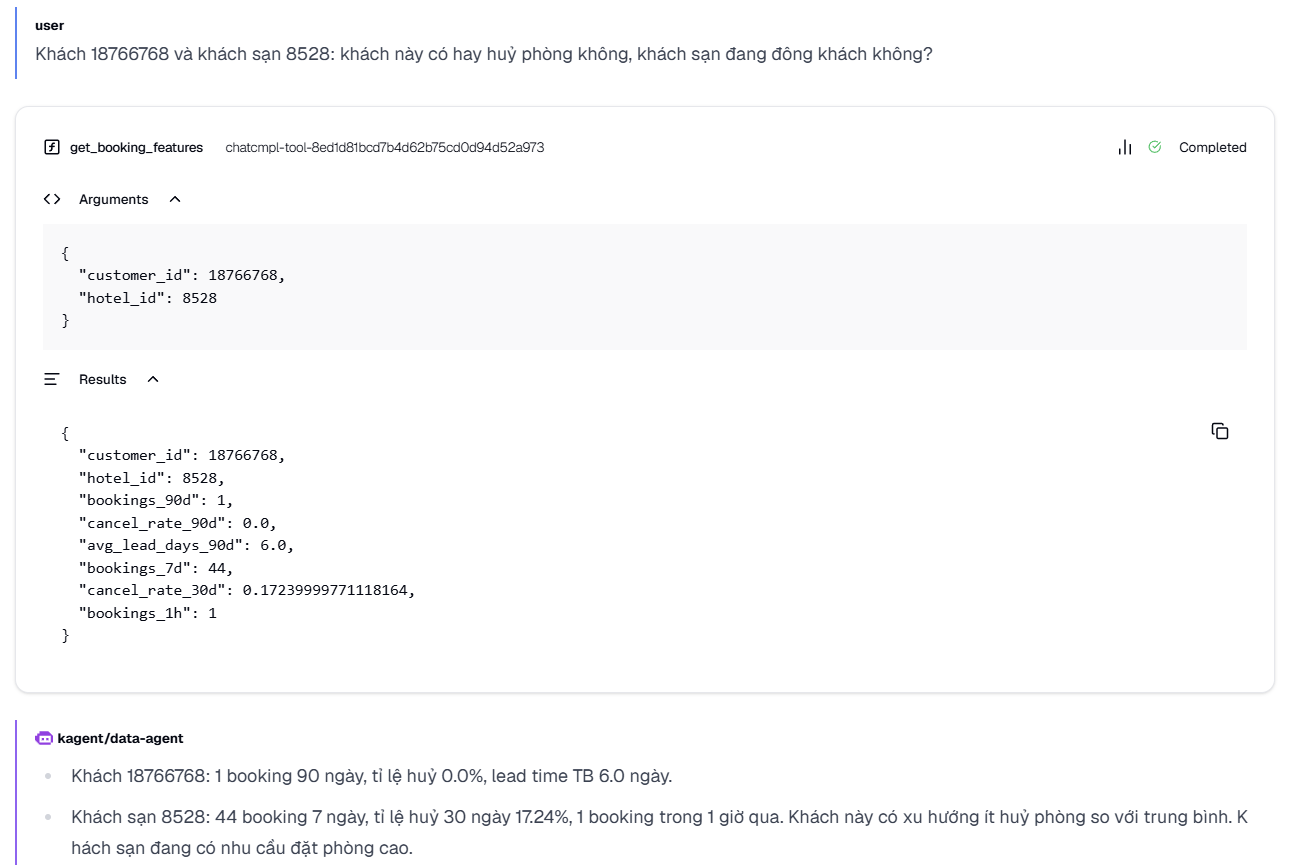 user
Khách 18766768 và khách sạn 8528: khách này có hay huỷ phòng không, khách sạn đang đông khách không?
get_booking_features chatcmpl-tool-8ed1d81bcd7b4d62b75cd0d94d52a973 Completed
Arguments
{
  "customer_id": 18766768,
  "hotel_id": 8528
}
Results
{
  "customer_id": 18766768,
  "hotel_id": 8528,
  "bookings_90d": 1,
  "cancel_rate_90d": 0.0,
  "avg_lead_days_90d": 6.0,
  "bookings_7d": 44,
  "cancel_rate_30d": 0.17239999771118164,
  "bookings_1h": 1
}
kagent/data-agent
Khách 18766768: 1 booking 90 ngày, tỉ lệ huỷ 0.0%, lead time TB 6.0 ngày.
Khách sạn 8528: 44 booking 7 ngày, tỉ lệ huỷ 30 ngày 17.24%, 1 booking trong 1 giờ qua. Khách này có xu hướng ít huỷ phòng so với trung bình. K
hách sạn đang có nhu cầu đặt phòng cao.